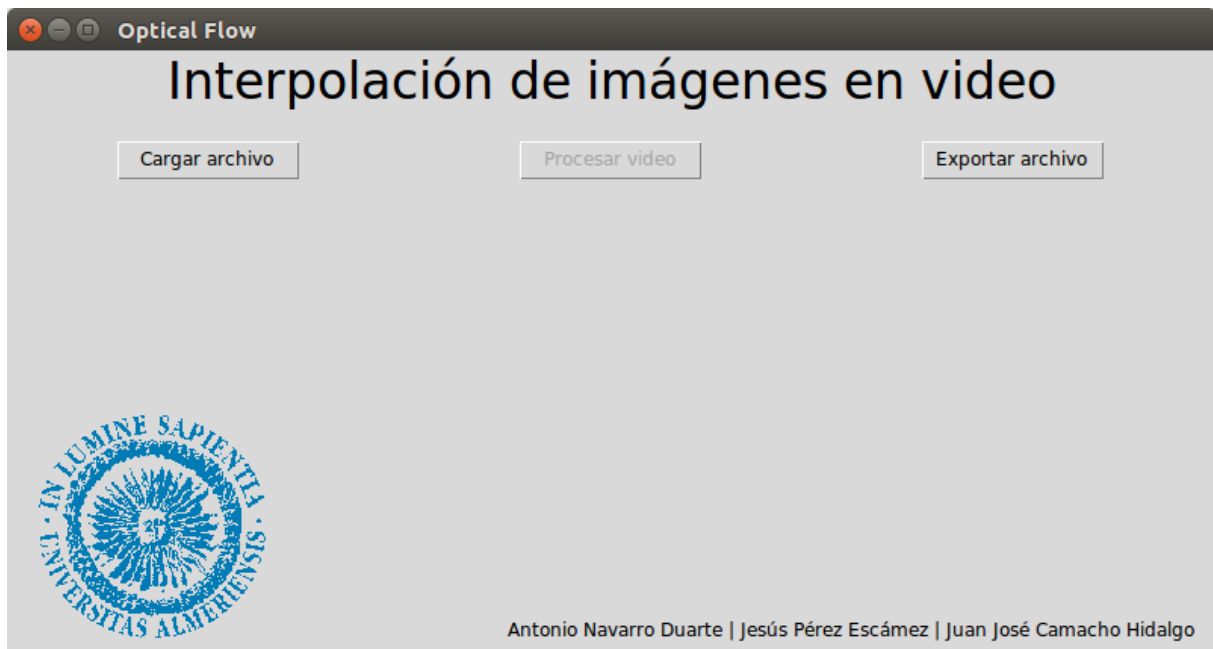 Optical Flow
Interpolación de imágenes en video
Cargar archivo
Procesar video
Exportar archivo
· IN LUMINE SAPIENTIA · UNIVERSITAS ALMERIENSIS
Antonio Navarro Duarte | Jesús Pérez Escámez | Juan José Camacho Hidalgo